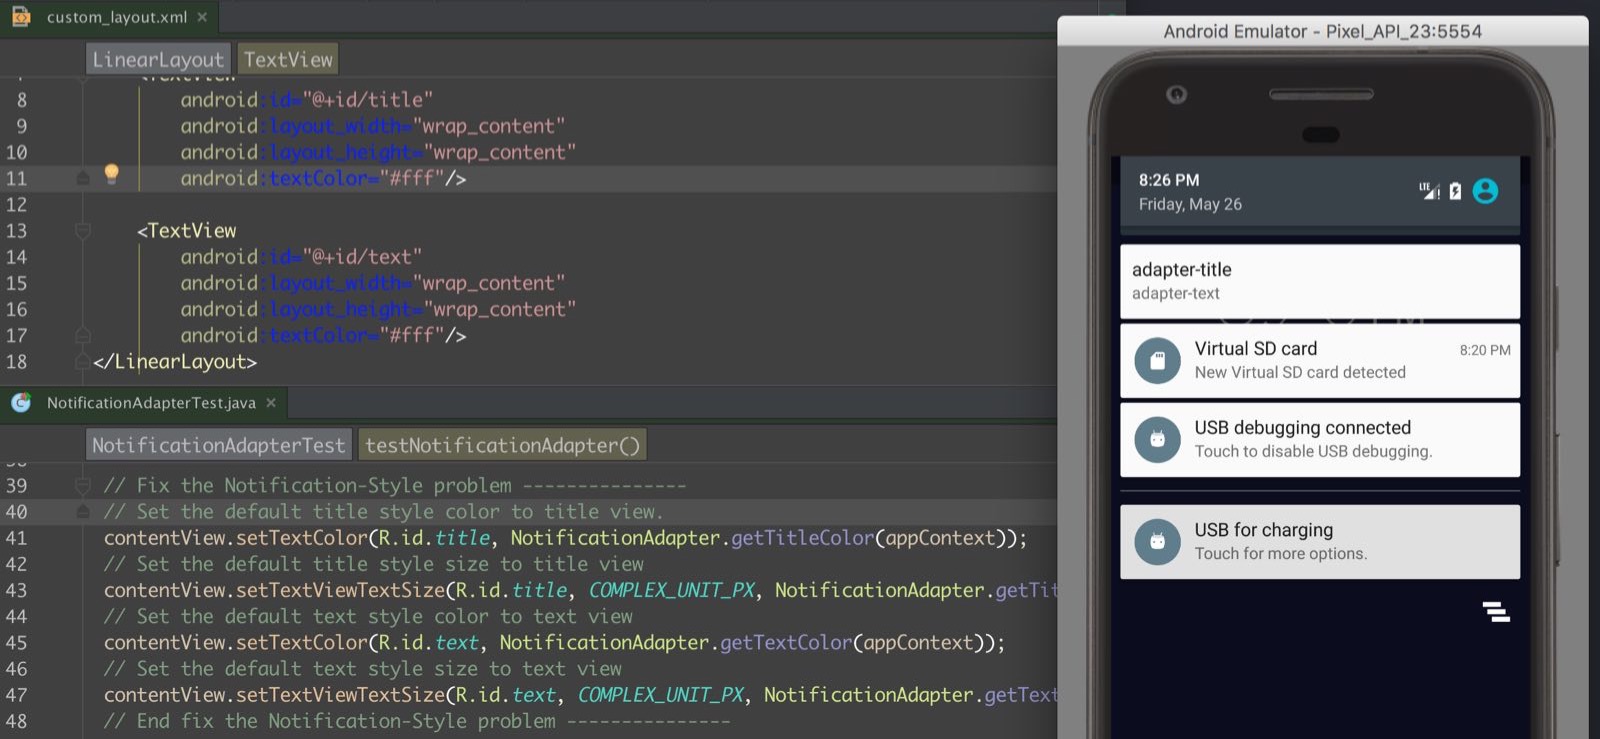 custom_layout.xml
LinearLayout TextView
8 android:id="@+id/title"
9 android:layout_width="wrap_content"
10 android:layout_height="wrap_content"
11 android:textColor="#fff"/>
12
13 <TextView
14 android:id="@+id/text"
15 android:layout_width="wrap_content"
16 android:layout_height="wrap_content"
17 android:textColor="#fff"/>
18 </LinearLayout>
NotificationAdapterTest.java
NotificationAdapterTest testNotificationAdapter()
39 // Fix the Notification-Style problem ---------------
40 // Set the default title style color to title view.
41 contentView.setTextColor(R.id.title, NotificationAdapter.getTitleColor(appContext));
42 // Set the default title style size to title view
43 contentView.setTextViewTextSize(R.id.title, COMPLEX_UNIT_PX, NotificationAdapter.getTit
44 // Set the default text style color to text view
45 contentView.setTextColor(R.id.text, NotificationAdapter.getTextColor(appContext));
46 // Set the default text style size to text view
47 contentView.setTextViewTextSize(R.id.text, COMPLEX_UNIT_PX, NotificationAdapter.getText
48 // End fix the Notification-Style problem ---------------
Android Emulator - Pixel_API_23:5554
8:26 PM
LTE
Friday, May 26
adapter-title
adapter-text
Virtual SD card 8:20 PM
New Virtual SD card detected
USB debugging connected
Touch to disable USB debugging.
USB for charging
Touch for more options.